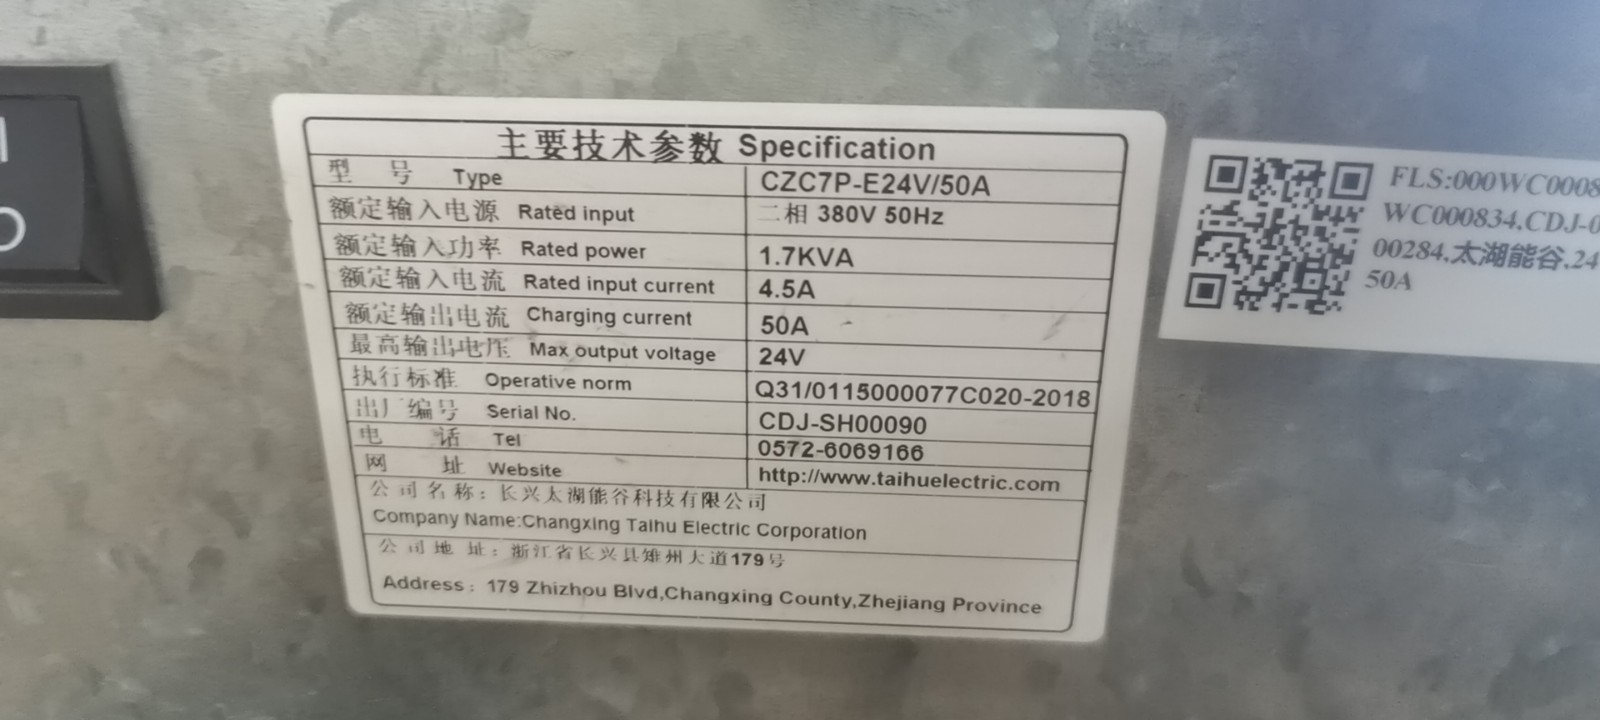 主要技术参数 Specification
型 号 Type CZC7P-E24V/50A
额定输入电源 Rated input 二相 380V 50Hz
额定输入功率 Rated power 1.7KVA
额定输入电流 Rated input current 4.5A
额定输出电流 Charging current 50A
最高输出电压 Max output voltage 24V
执行标准 Operative norm Q31/0115000077C020-2018
出厂编号 Serial No. CDJ-SH00090
电 话 Tel 0572-6069166
网 址 Website http://www.taihuelectric.com
公司名称：长兴太湖能谷科技有限公司
Company Name:Changxing Taihu Electric Corporation
公司地址：浙江省长兴县雉州大道179号
Address：179 Zhizhou Blvd,Changxing County,Zhejiang Province
FLS:000WC0008
WC000834,CDJ-0
00284,太湖能谷,24
50A